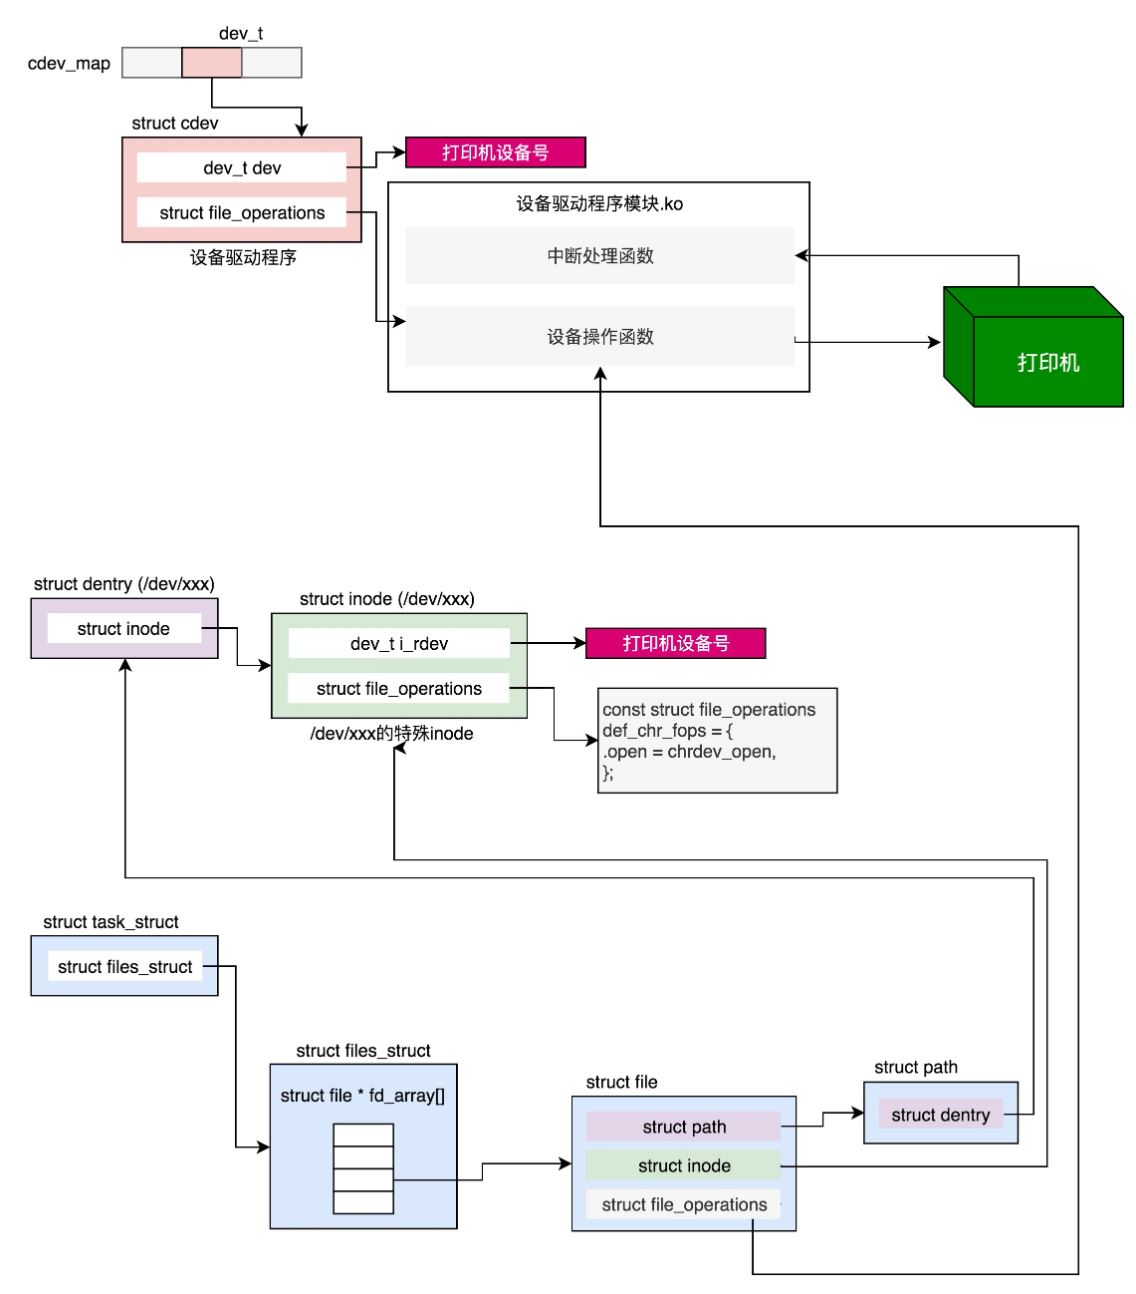 dev_t
cdev_map
struct cdev
dev_t dev
打印机设备号
struct file_operations
设备驱动程序
设备驱动程序模块.ko
中断处理函数
设备操作函数
打印机
struct dentry (/dev/xxx)
struct inode
struct inode (/dev/xxx)
dev_t i_rdev
打印机设备号
struct file_operations
/dev/xxx的特殊inode
const struct file_operations
def_chr_fops = {
.open = chrdev_open,
};
struct task_struct
struct files_struct
struct files_struct
struct file * fd_array[]
struct file
struct path
struct inode
struct file_operations
struct path
struct dentry